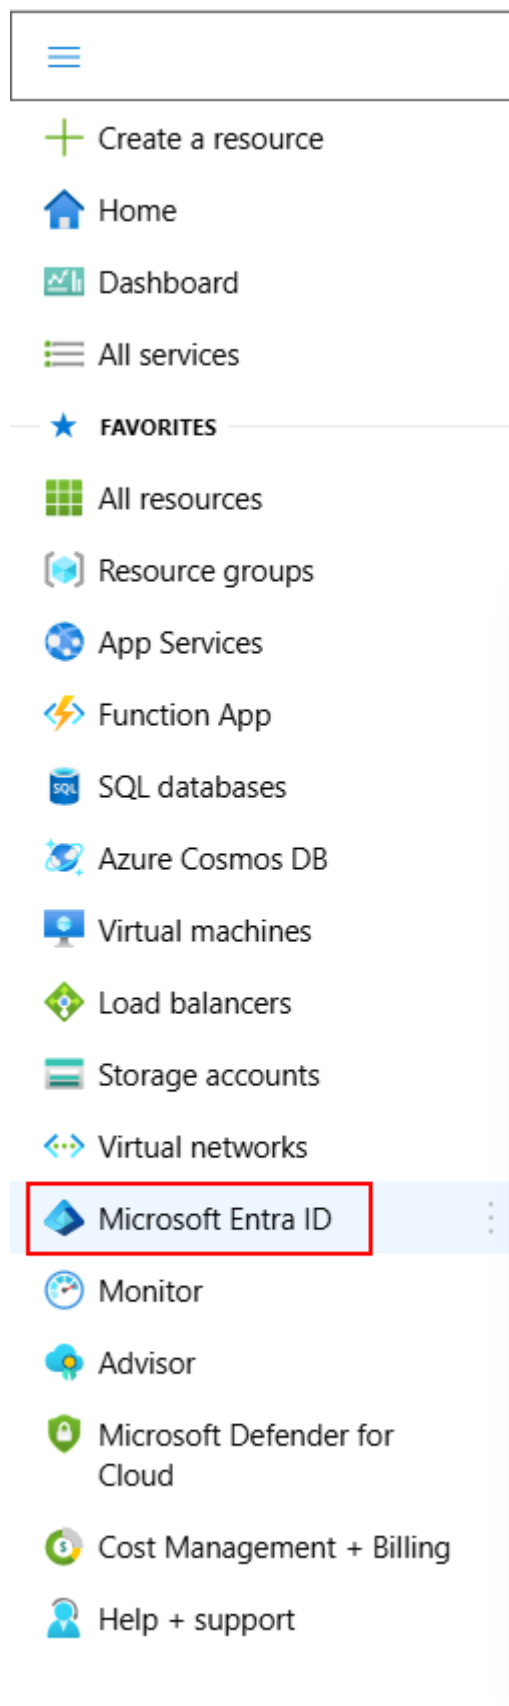 Create a resource
Home
Dashboard
All services
FAVORITES
All resources
Resource groups
App Services
Function App
SQL databases
Azure Cosmos DB
Virtual machines
Load balancers
Storage accounts
Virtual networks
Microsoft Entra ID
Monitor
Advisor
Microsoft Defender for
Cloud
Cost Management + Billing
Help + support